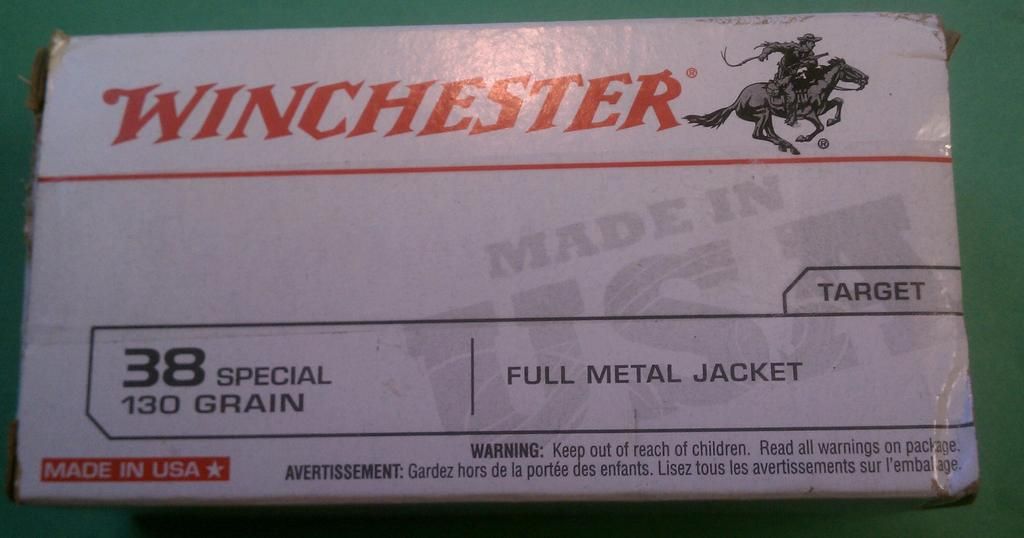 WINCHESTER®
®
MADE IN
USA
TARGET
38 SPECIAL
130 GRAIN
FULL METAL JACKET
WARNING: Keep out of reach of children. Read all warnings on package.
MADE IN USA ★
AVERTISSEMENT: Gardez hors de la portée des enfants. Lisez tous les avertissements sur l'emballage.